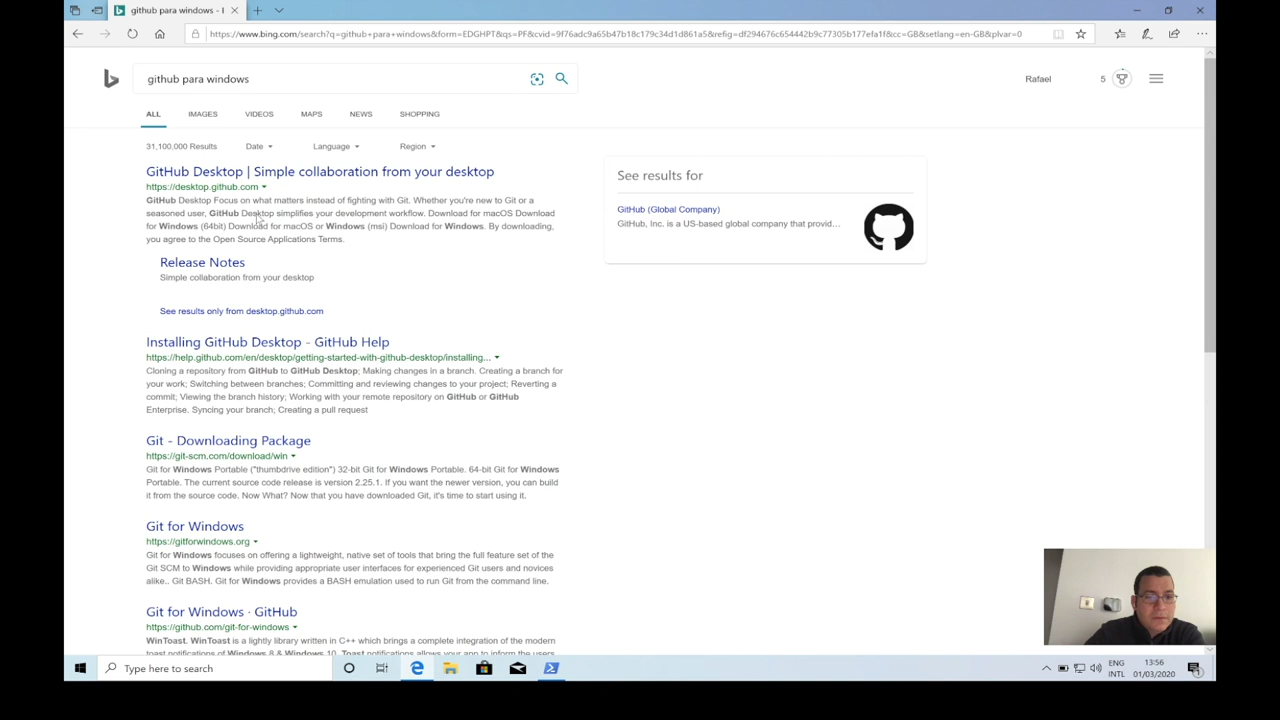 github para windows - B
https://www.bing.com/search?q=github+para+windows&form=EDGHPT&qs=PF&cvid=9f76adc9a65b47b18c179c34d1d861a5&refig=df294676c654442b9c77305b177efa1f&cc=GB&setlang=en-GB&plvar=0
github para windows
Rafael
5
ALL IMAGES VIDEOS MAPS NEWS SHOPPING
31,100,000 Results Date Language Region
GitHub Desktop | Simple collaboration from your desktop
https://desktop.github.com
GitHub Desktop Focus on what matters instead of fighting with Git. Whether you're new to Git or a
seasoned user, GitHub Desktop simplifies your development workflow. Download for macOS Download
for Windows (64bit) Download for macOS or Windows (msi) Download for Windows. By downloading,
you agree to the Open Source Applications Terms.
Release Notes
Simple collaboration from your desktop
See results only from desktop.github.com
See results for
GitHub (Global Company)
GitHub, Inc. is a US-based global company that provid...
Installing GitHub Desktop - GitHub Help
https://help.github.com/en/desktop/getting-started-with-github-desktop/installing...
Cloning a repository from GitHub to GitHub Desktop; Making changes in a branch. Creating a branch for
your work; Switching between branches; Committing and reviewing changes to your project; Reverting a
commit; Viewing the branch history; Working with your remote repository on GitHub or GitHub
Enterprise. Syncing your branch; Creating a pull request
Git - Downloading Package
https://git-scm.com/download/win
Git for Windows Portable ("thumbdrive edition") 32-bit Git for Windows Portable. 64-bit Git for Windows
Portable. The current source code release is version 2.25.1. If you want the newer version, you can build
it from the source code. Now What? Now that you have downloaded Git, it's time to start using it.
Git for Windows
https://gitforwindows.org
Git for Windows focuses on offering a lightweight, native set of tools that bring the full feature set of the
Git SCM to Windows while providing appropriate user interfaces for experienced Git users and novices
alike.. Git BASH. Git for Windows provides a BASH emulation used to run Git from the command line.
Git for Windows · GitHub
https://github.com/git-for-windows
WinToast. WinToast is a lightly library written in C++ which brings a complete integration of the modern
toast notifications of Windows 8 & Windows 10. Toast notifications allows your app to inform the users
Type here to search
ENG
INTL
13:56
01/03/2020